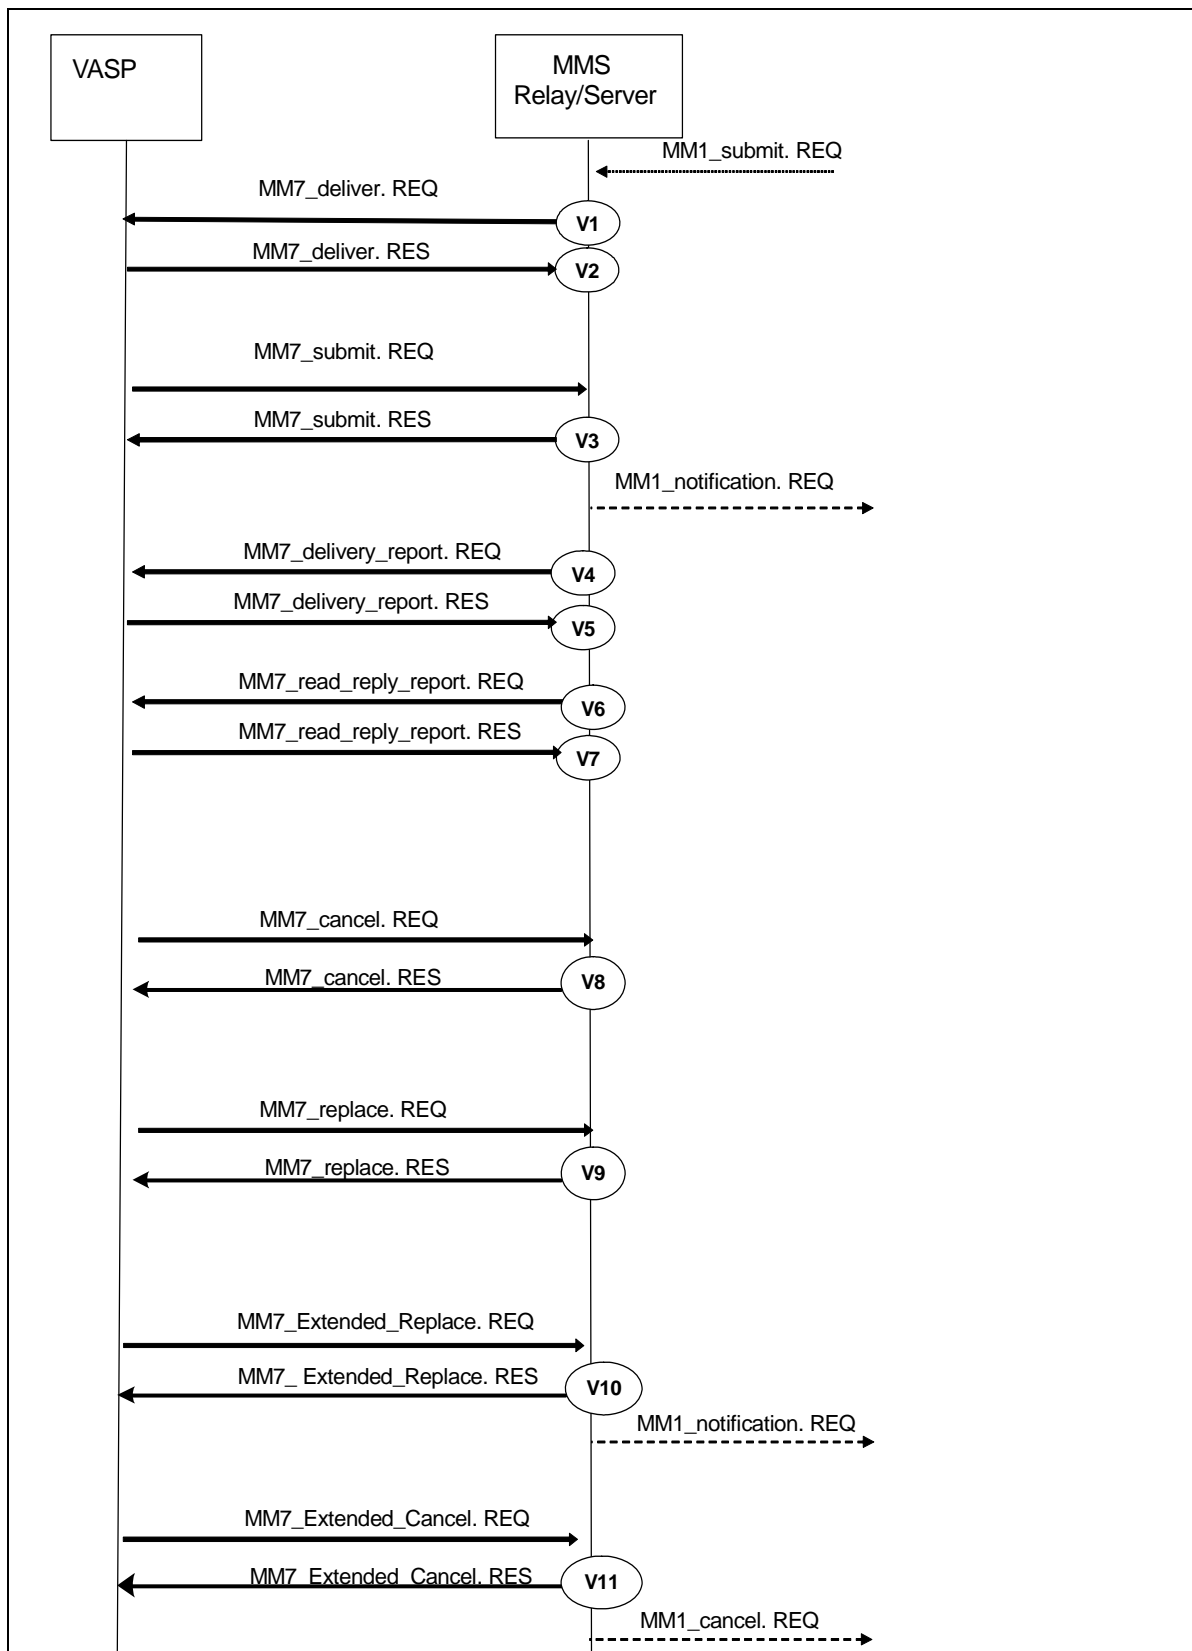 VASP
MMS
Relay/Server
MM1_submit. REQ
MM7_deliver. REQ
V1
MM7_deliver. RES
V2
MM7_submit. REQ
MM7_submit. RES
V3
MM1_notification. REQ
MM7_delivery_report. REQ
V4
MM7_delivery_report. RES
V5
MM7_read_reply_report. REQ
V6
MM7_read_reply_report. RES
V7
MM7_cancel. REQ
MM7_cancel. RES
V8
MM7_replace. REQ
MM7_replace. RES
V9
MM7_Extended_Replace. REQ
MM7_ Extended_Replace. RES
V10
MM1_notification. REQ
MM7_Extended_Cancel. REQ
MM7_Extended_Cancel. RES
V11
MM1_cancel. REQ